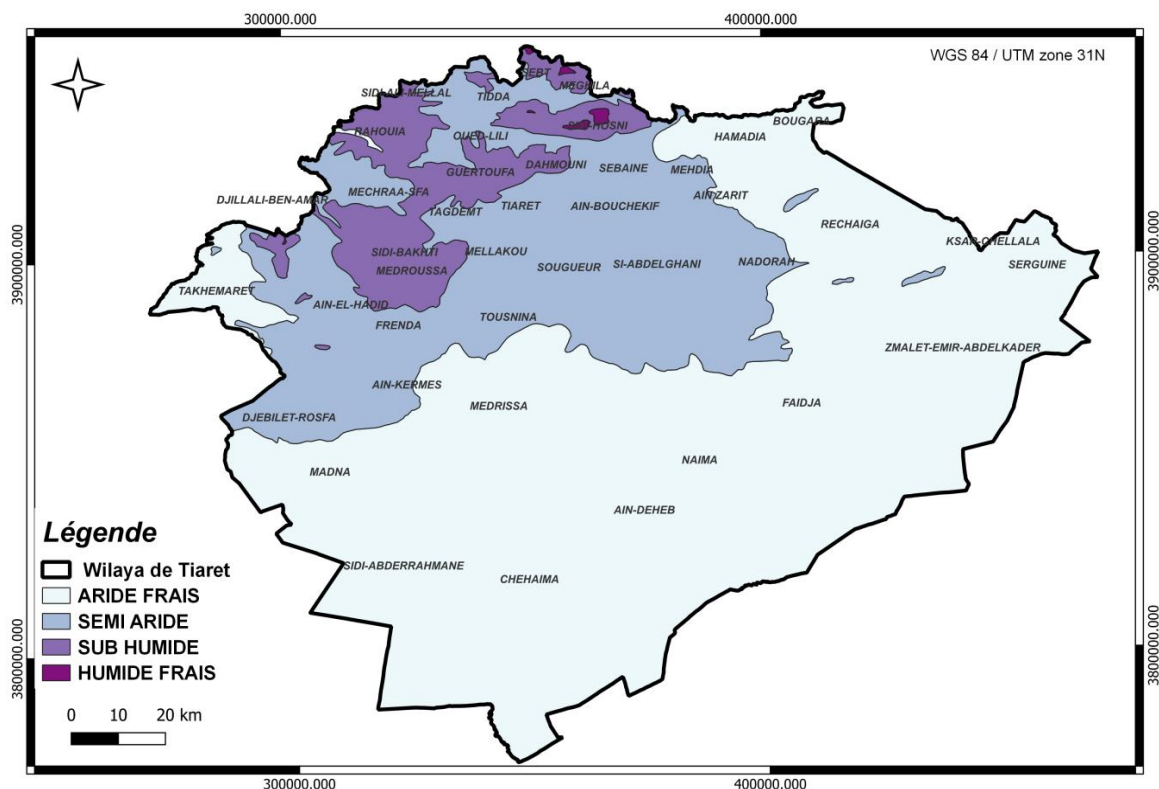 300000.000
400000.000
WGS 84 / UTM zone 31N
SEBT
MEGHILA
SIDI-ALI-MELLAL
TIDDA
BOUGARA
RAHOUIA
OUED-LILI
SIDI-HOSNI
HAMADIA
DAHMOUNI
SEBAINE
MEHDIA
GUERTOUFA
MECHRAA-SFA
AIN ZARIT
DJILLALI-BEN-AMAR
TAGDEMT
TIARET
AIN-BOUCHEKIF
RECHAIGA
KSAR-CHELLALA
SIDI-BAKHTI
MELLAKOU
3900000.000
MEDROUSSA
SOUGUEUR
SI-ABDELGHANI
NADORAH
SERGUINE
3900000.000
TAKHEMARET
AIN-EL-HADID
FRENDA
TOUSNINA
ZMALET-EMIR-ABDELKADER
AIN-KERMES
MEDRISSA
FAIDJA
DJEBILET-ROSFA
MADNA
NAIMA
AIN-DEHEB
SIDI-ABDERRAHMANE
CHEHAIMA
Légende
Wilaya de Tiaret
ARIDE FRAIS
SEMI ARIDE
SUB HUMIDE
HUMIDE FRAIS
3800000.000
3800000.000
0 10 20 km
300000.000
400000.000